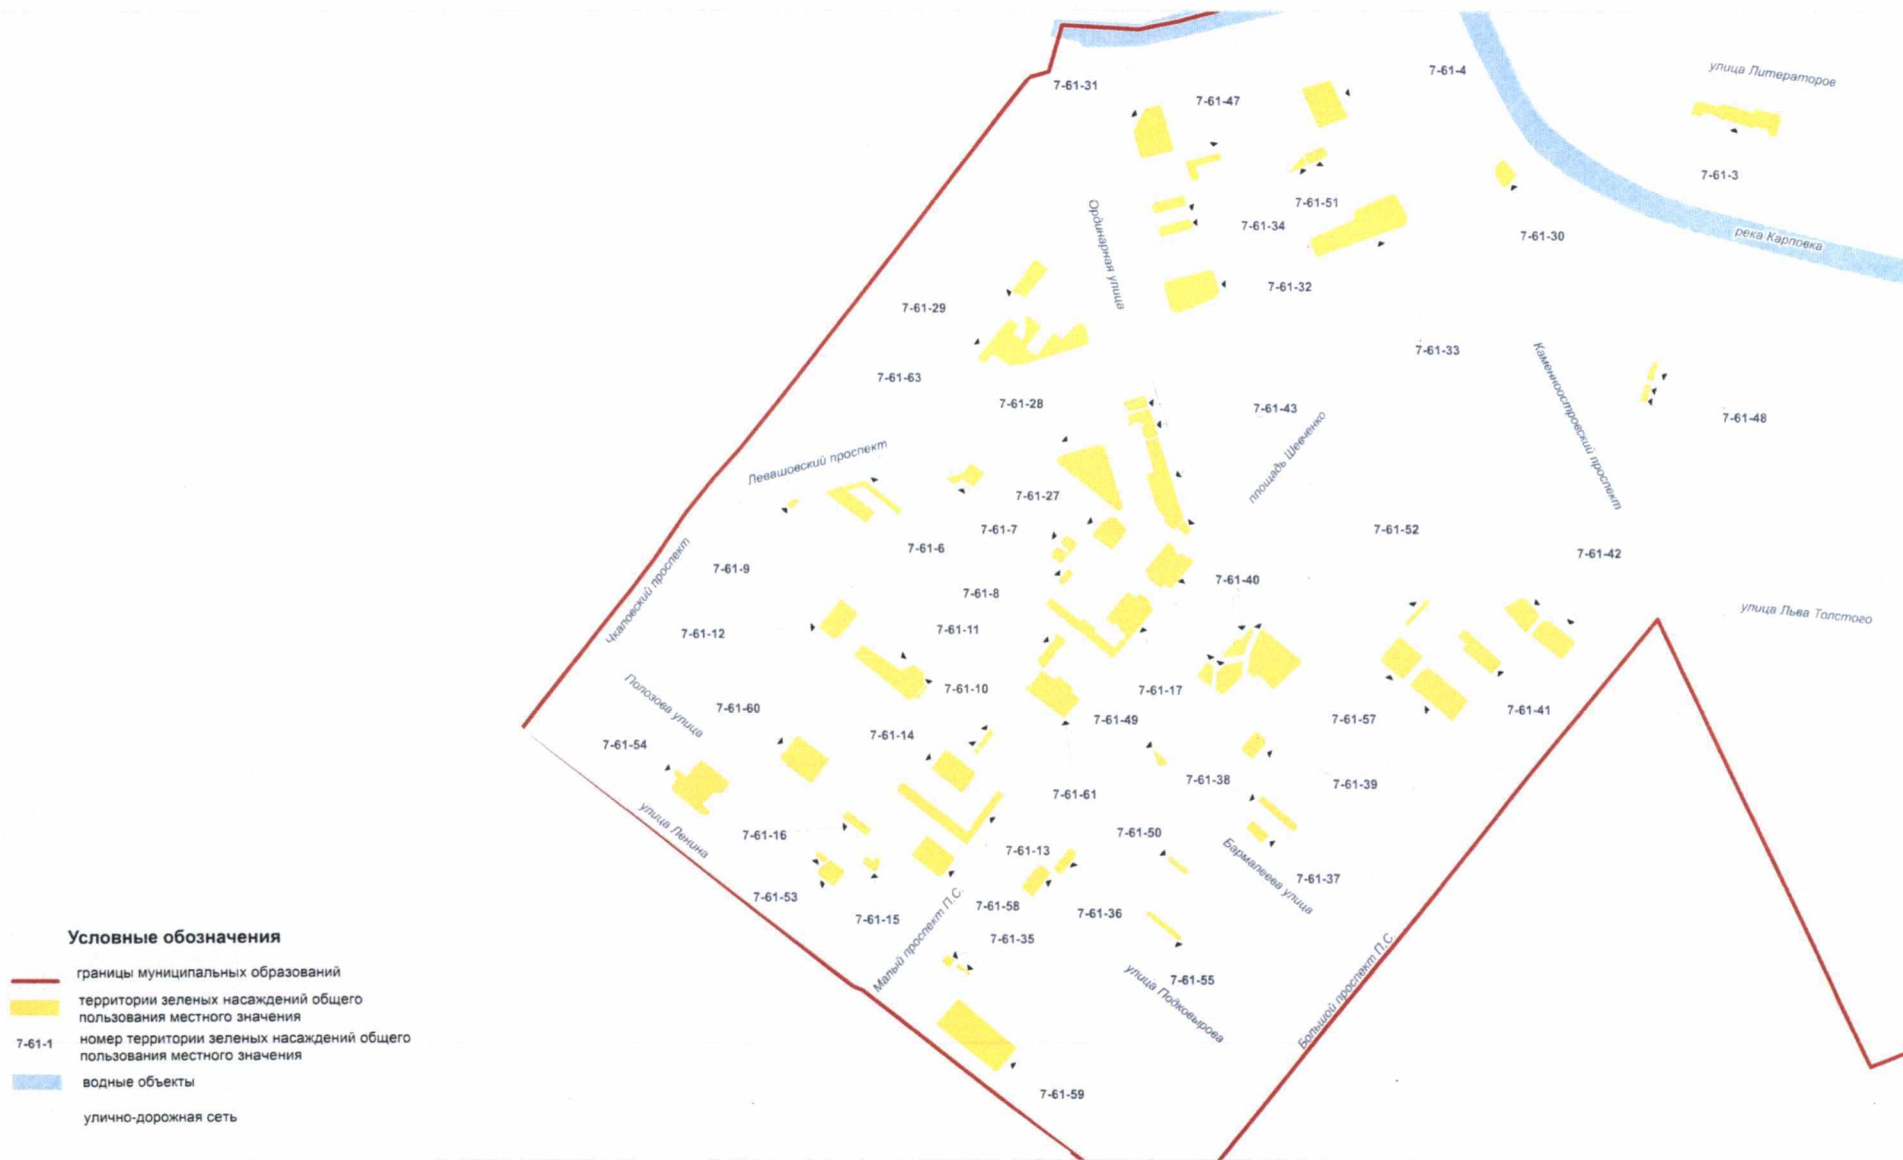 улица Литераторов
7-61-4
7-61-31
7-61-47
7-61-3
7-61-51
7-61-34
7-61-30
река Карповка
Ординарная улица
7-61-32
7-61-29
7-61-33
7-61-63
7-61-28
7-61-43
Каменноостровский проспект
7-61-48
площадь Шевченко
Левашовский проспект
7-61-27
7-61-7
7-61-52
7-61-6
7-61-42
7-61-9
7-61-40
7-61-8
Чкаловский проспект
улица Льва Толстого
7-61-11
7-61-12
7-61-10
7-61-17
Полозова улица
7-61-60
7-61-49
7-61-57
7-61-41
7-61-14
7-61-54
7-61-38
7-61-39
7-61-61
улица Ленина
7-61-16
7-61-50
7-61-13
Бармалеева улица
7-61-37
7-61-53
7-61-58
7-61-36
7-61-15
Малый проспект П.С.
7-61-35
7-61-55
улица Подковырова
Большой проспект П.С.
7-61-59
Условные обозначения
границы муниципальных образований
территории зеленых насаждений общего
пользования местного значения
7-61-1
номер территории зеленых насаждений общего
пользования местного значения
водные объекты
улично-дорожная сеть